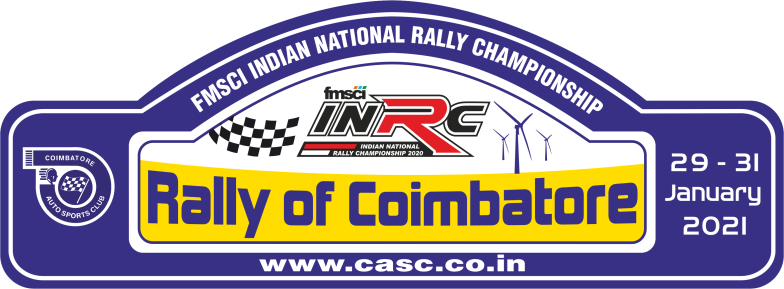 FMSCI INDIAN NATIONAL RALLY CHAMPIONSHIP
fmsci
INRC
INDIAN NATIONAL
RALLY CHAMPIONSHIP 2020
COIMBATORE
AUTO SPORTS CLUB
Rally of Coimbatore
29 - 31
January
2021
www.casc.co.in